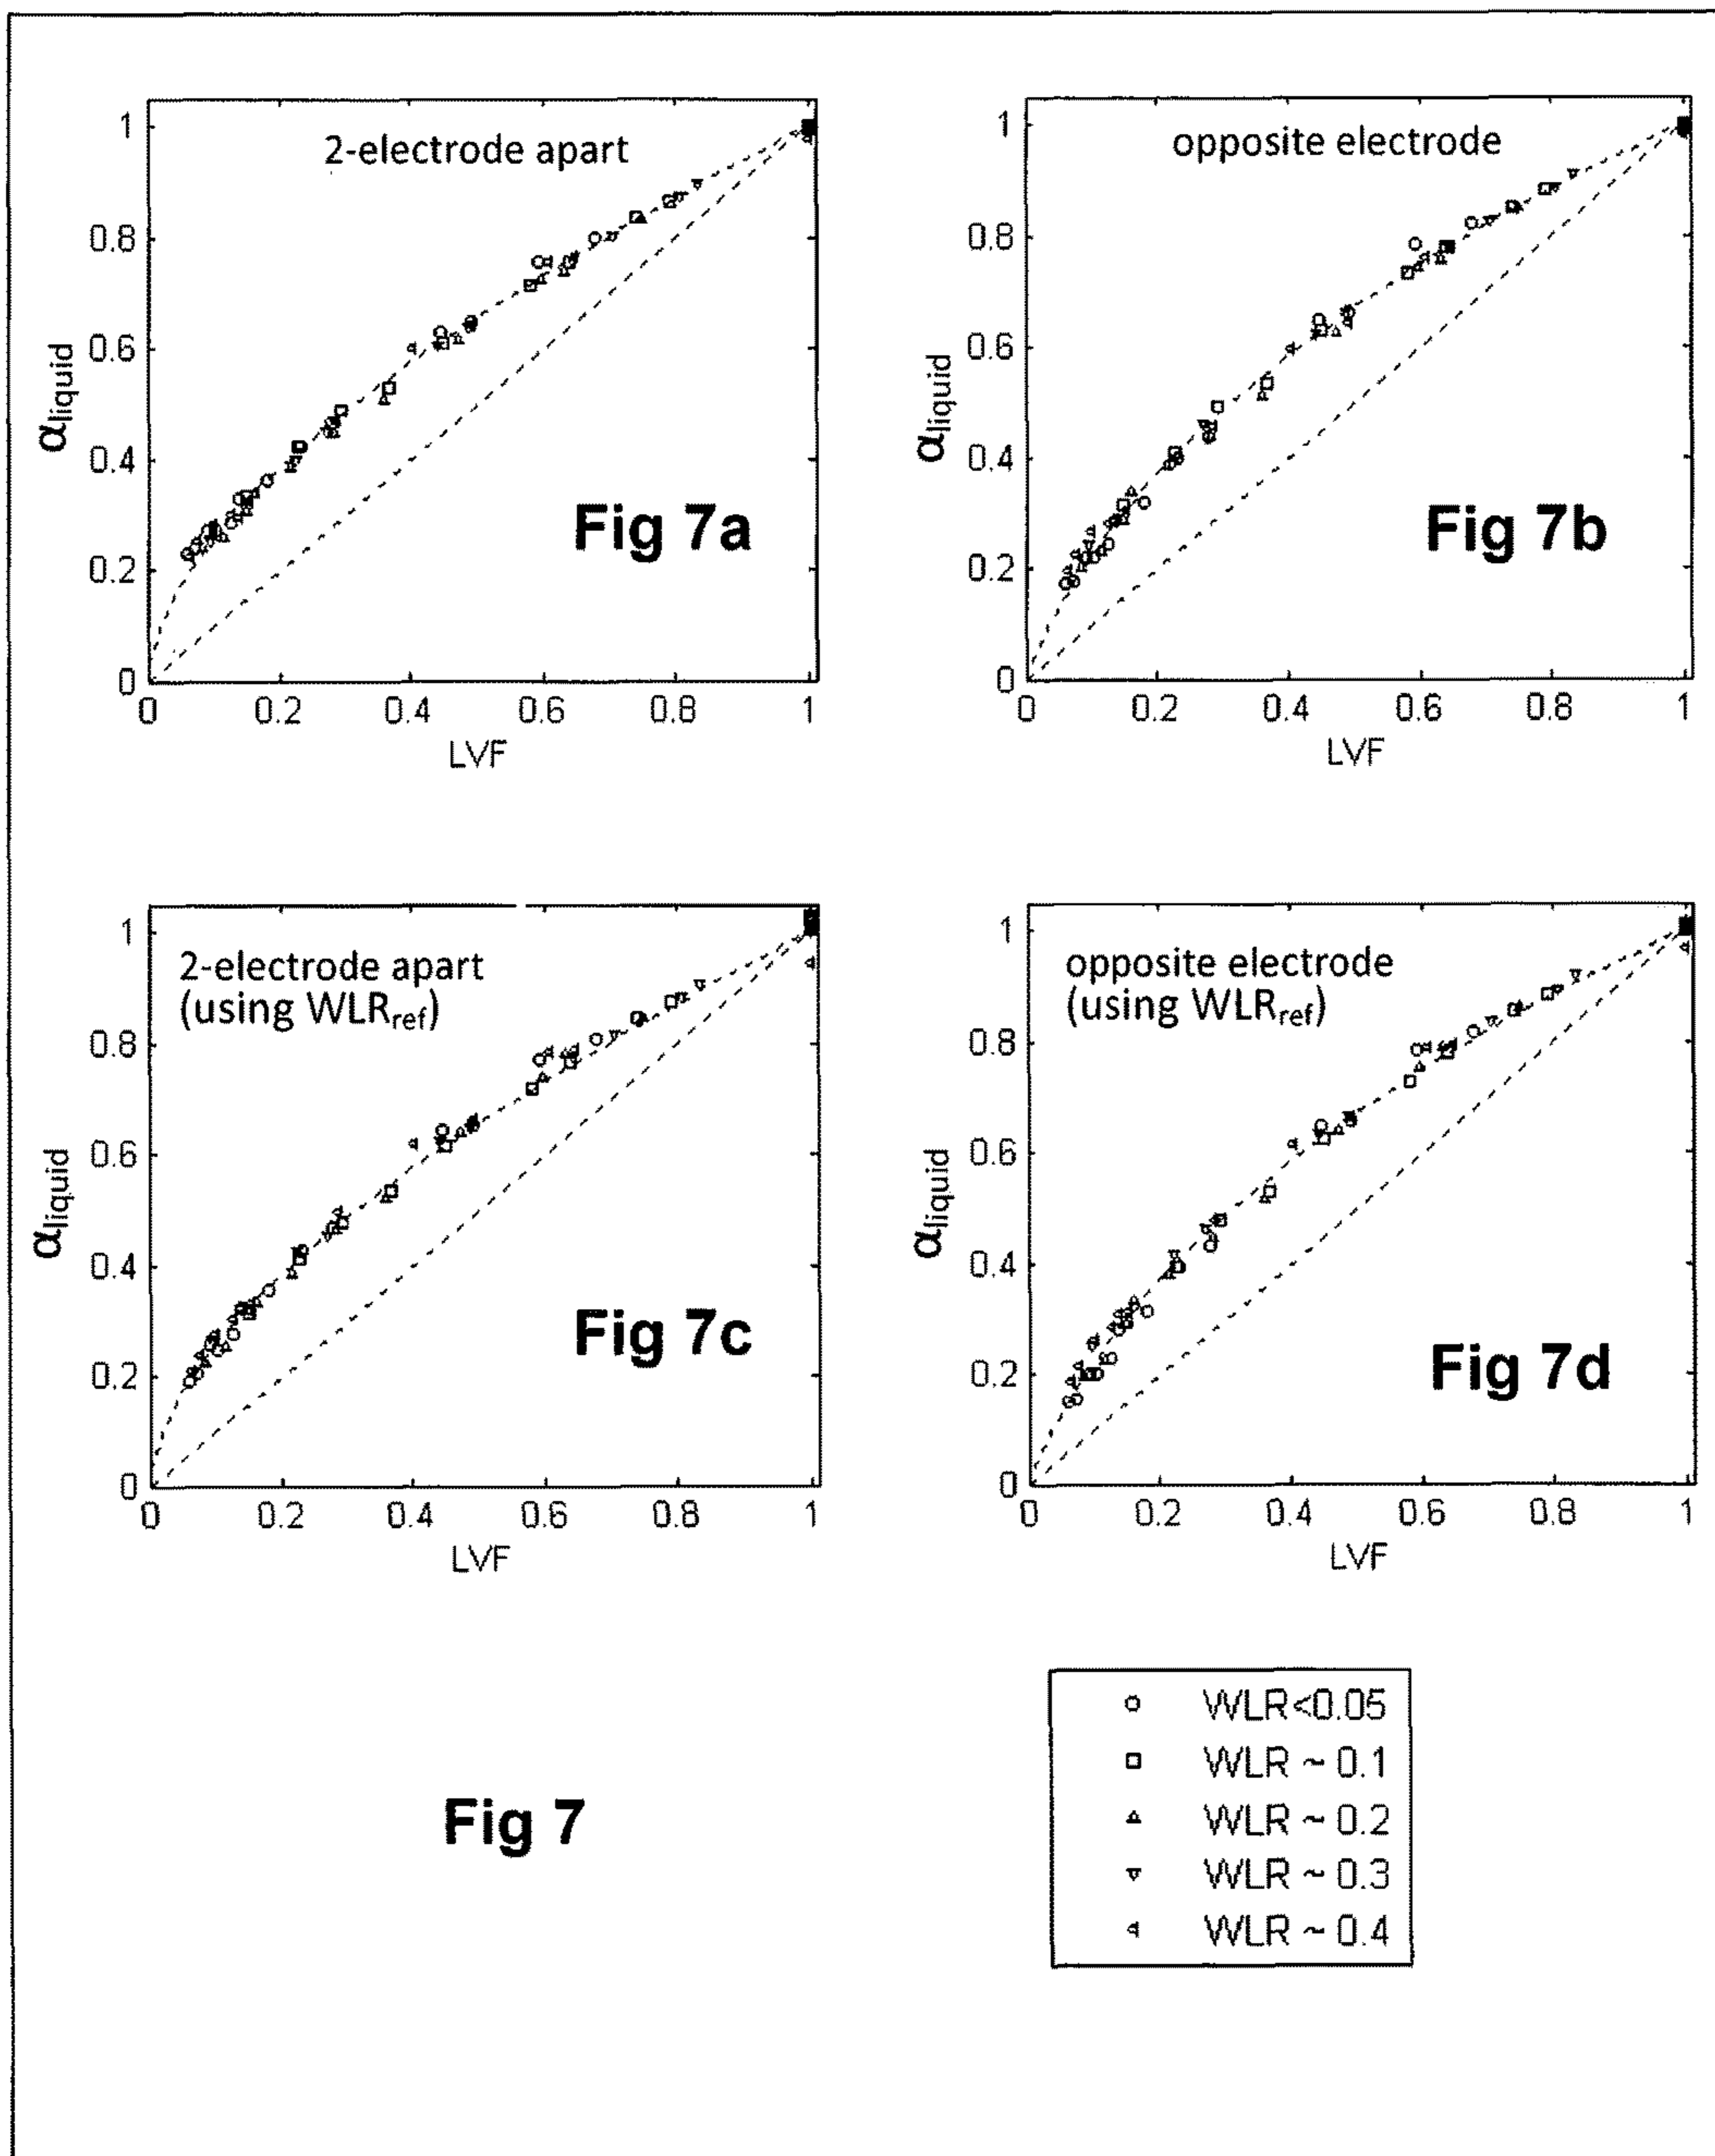 2-electrode apart
1
0.8
0.6
0.4
0.2
0
αliquid
Fig 7a
0 0.2 0.4 0.6 0.8 1
LVF
opposite electrode
1
0.8
0.6
0.4
0.2
0
αliquid
Fig 7b
0 0.2 0.4 0.6 0.8 1
LVF
2-electrode apart
(using WLRref)
1
0.8
0.6
0.4
0.2
0
αliquid
Fig 7c
0 0.2 0.4 0.6 0.8 1
LVF
opposite electrode
(using WLRref)
1
0.8
0.6
0.4
0.2
0
αliquid
Fig 7d
0 0.2 0.4 0.6 0.8 1
LVF
Fig 7
WLR<0.05
WLR ~ 0.1
WLR ~ 0.2
WLR ~ 0.3
WLR ~ 0.4